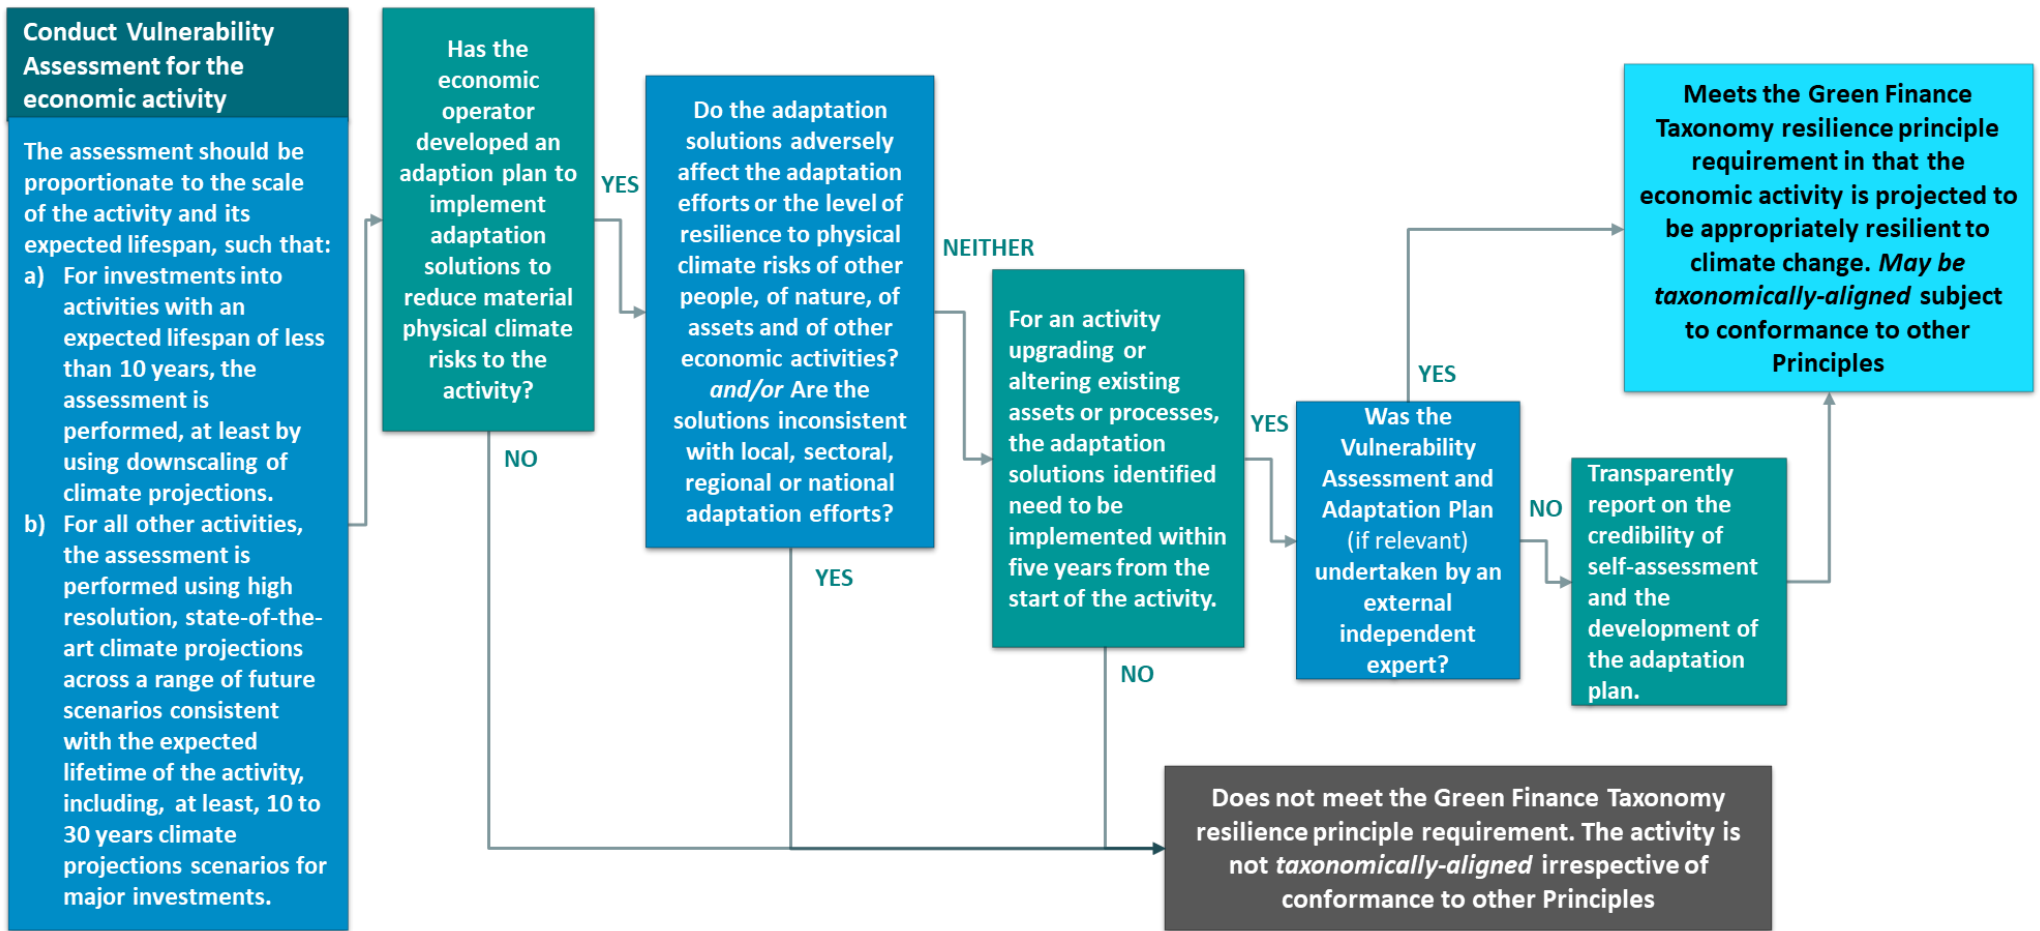 Conduct Vulnerability
Assessment for the
economic activity
The assessment should be
proportionate to the scale
of the activity and its
expected lifespan, such that:
a) For investments into
activities with an
expected lifespan of less
than 10 years, the
assessment is
performed, at least by
using downscaling of
climate projections.
b) For all other activities,
the assessment is
performed using high
resolution, state-of-the-
art climate projections
across a range of future
scenarios consistent
with the expected
lifetime of the activity,
including, at least, 10 to
30 years climate
projections scenarios for
major investments.
Has the
economic
operator
developed an
adaption plan to
implement
adaptation
solutions to
reduce material
physical climate
risks to the
activity?
YES
NO
Do the adaptation
solutions adversely
affect the adaptation
efforts or the level of
resilience to physical
climate risks of other
people, of nature, of
assets and of other
economic activities?
and/or Are the
solutions inconsistent
with local, sectoral,
regional or national
adaptation efforts?
NEITHER
YES
For an activity
upgrading or
altering existing
assets or processes,
the adaptation
solutions identified
need to be
implemented within
five years from the
start of the activity.
YES
NO
Was the
Vulnerability
Assessment and
Adaptation Plan
(if relevant)
undertaken by an
external
independent
expert?
YES
NO
Transparently
report on the
credibility of
self-assessment
and the
development of
the adaptation
plan.
Meets the Green Finance
Taxonomy resilience principle
requirement in that the
economic activity is projected to
be appropriately resilient to
climate change. May be
taxonomically-aligned subject
to conformance to other
Principles
Does not meet the Green Finance Taxonomy
resilience principle requirement. The activity is
not taxonomically-aligned irrespective of
conformance to other Principles